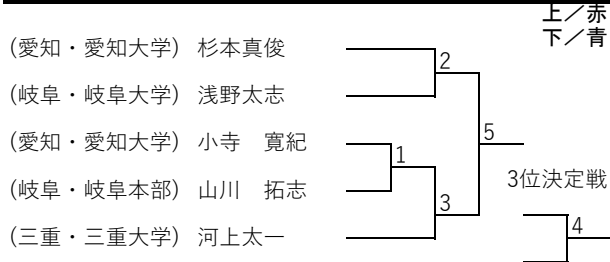 上／赤
下／青
(愛知・愛知大学) 杉本真俊
2
(岐阜・岐阜大学) 浅野太志
5
(愛知・愛知大学) 小寺　寛紀
1
(岐阜・岐阜本部) 山川　拓志
3位決定戦
3
4
(三重・三重大学) 河上太一